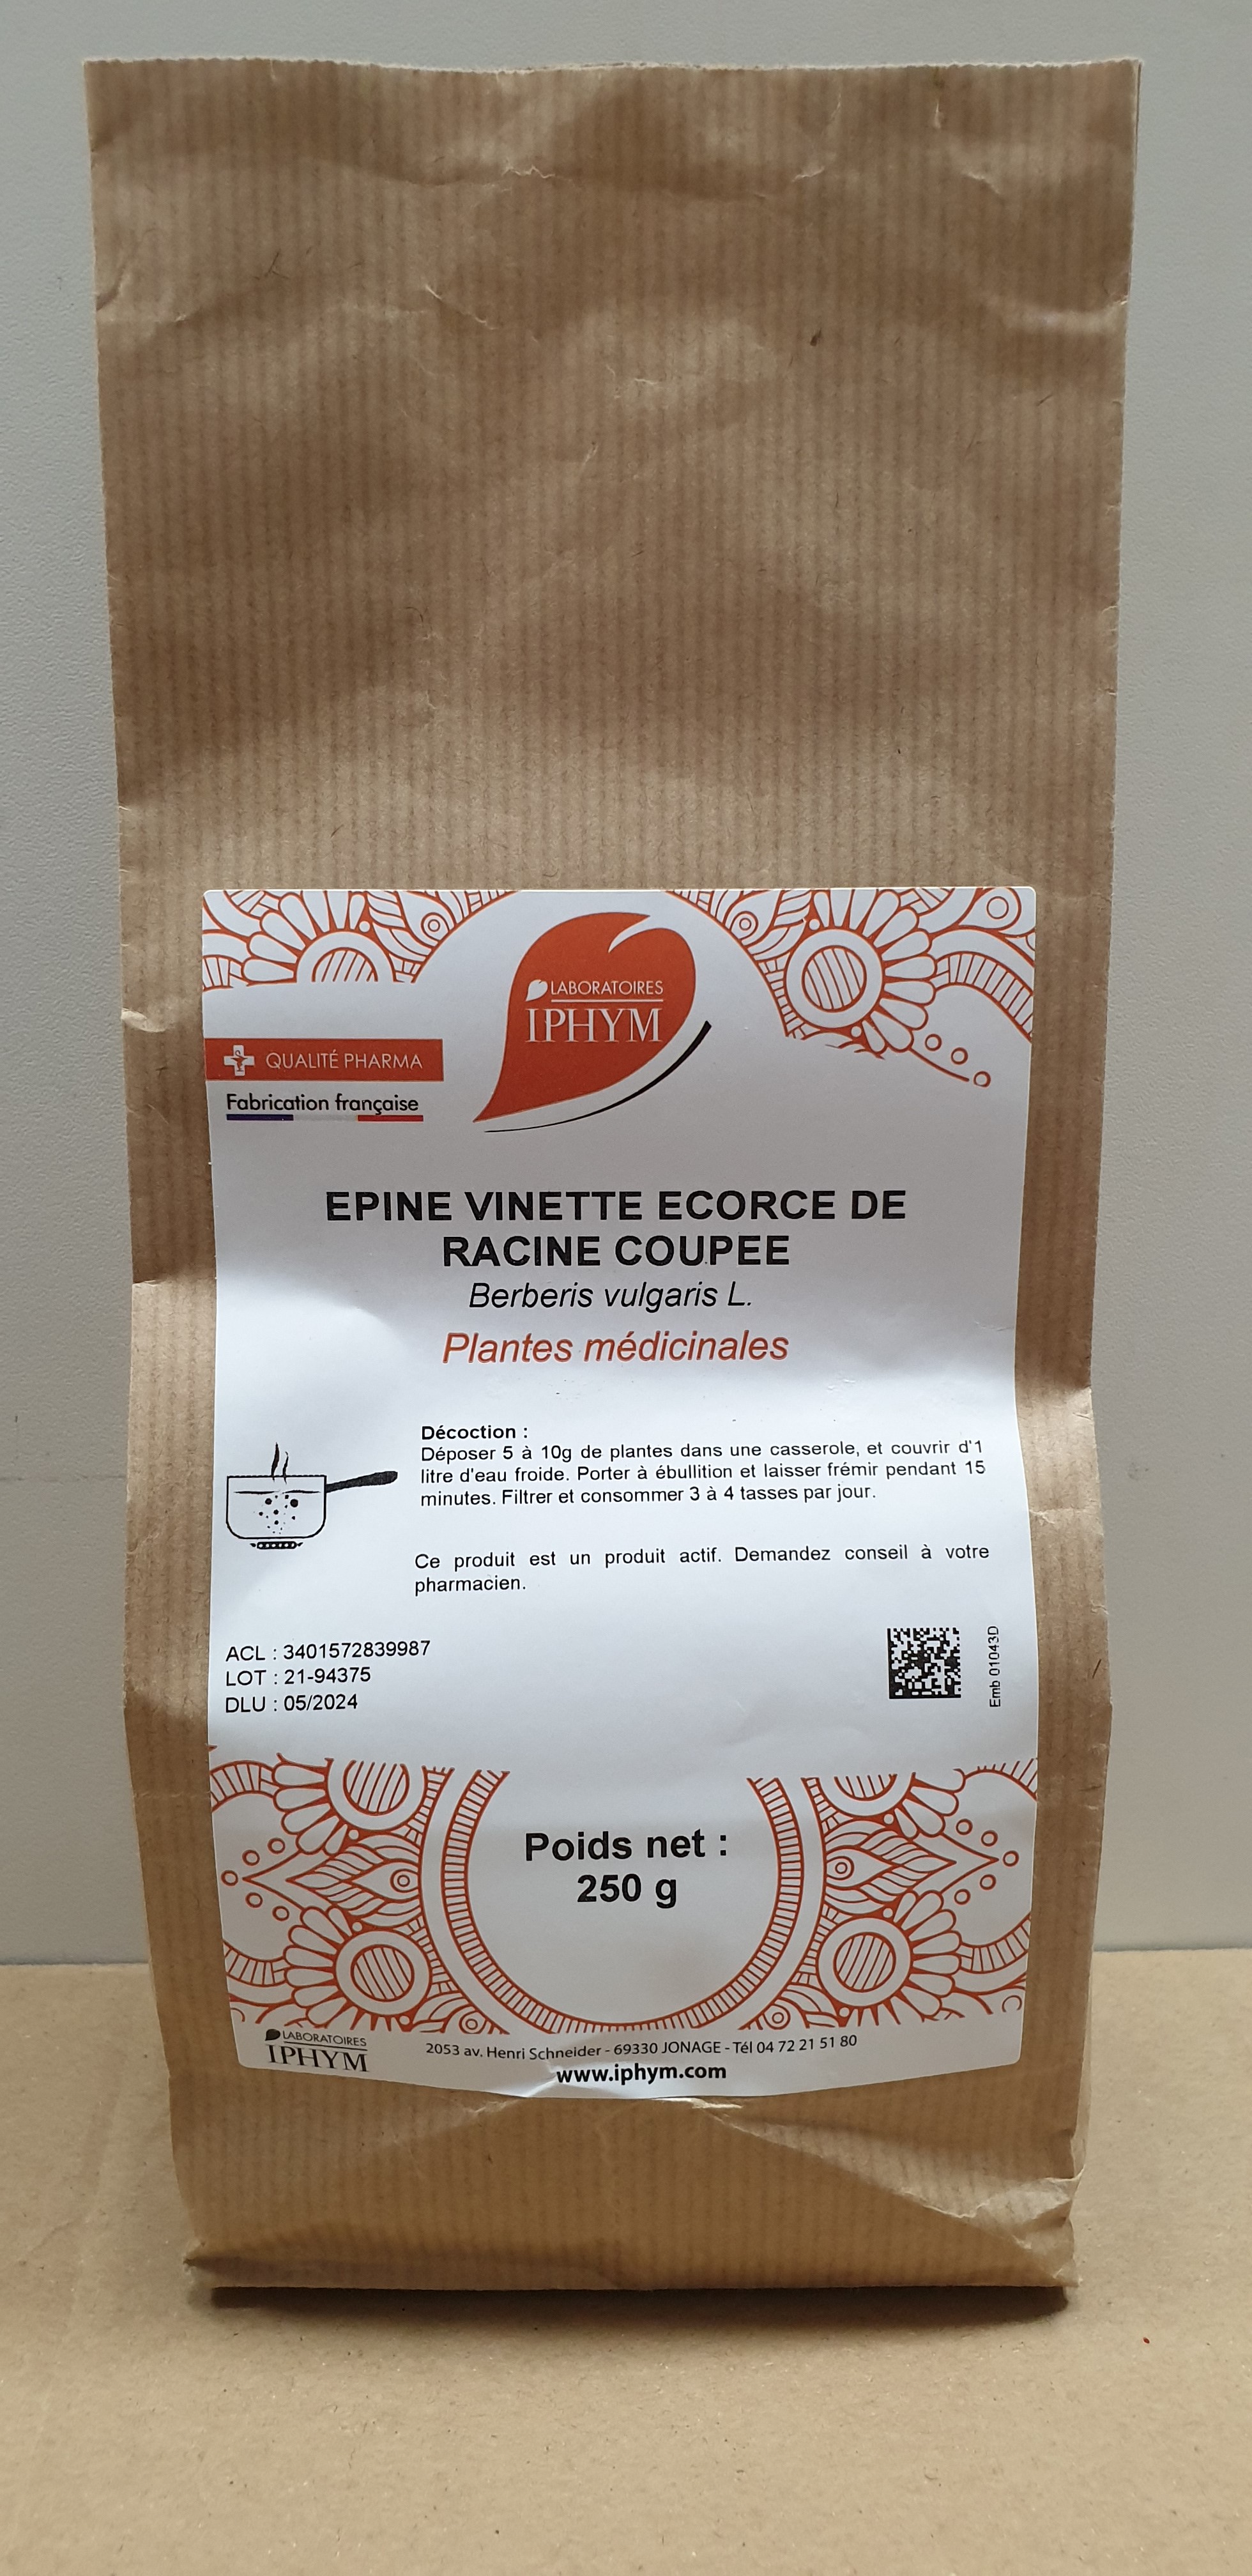 LABORATOIRES
IPHYM
QUALITÉ PHARMA
Fabrication française
EPINE VINETTE ECORCE DE
RACINE COUPEE
Berberis vulgaris L.
Plantes médicinales
Décoction :
Déposer 5 à 10g de plantes dans une casserole, et couvrir d'1
litre d'eau froide. Porter à ébullition et laisser frémir pendant 15
minutes. Filtrer et consommer 3 à 4 tasses par jour.
Ce produit est un produit actif. Demandez conseil à votre
pharmacien.
ACL : 3401572839987
LOT : 21-94375
DLU : 05/2024
Emb 01043D
Poids net :
250 g
LABORATOIRES
IPHYM
2053 av. Henri Schneider - 69330 JONAGE - Tél 04 72 21 51 80
www.iphym.com